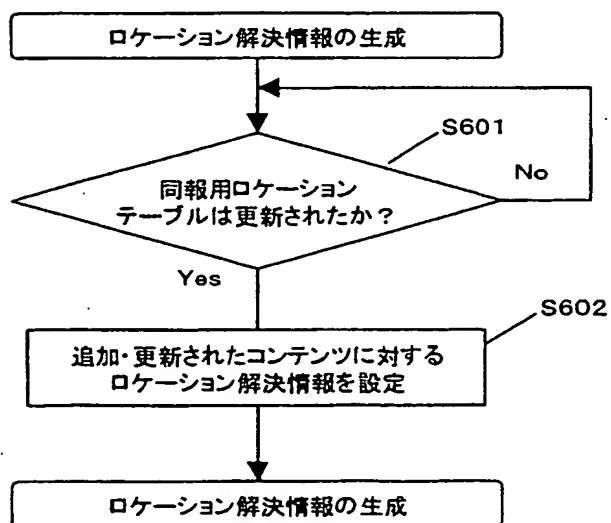 ロケーション解決情報の生成
S601
同報用ロケーション
テーブルは更新されたか？
No
Yes
S602
追加・更新されたコンテンツに対する
ロケーション解決情報を設定
ロケーション解決情報の生成